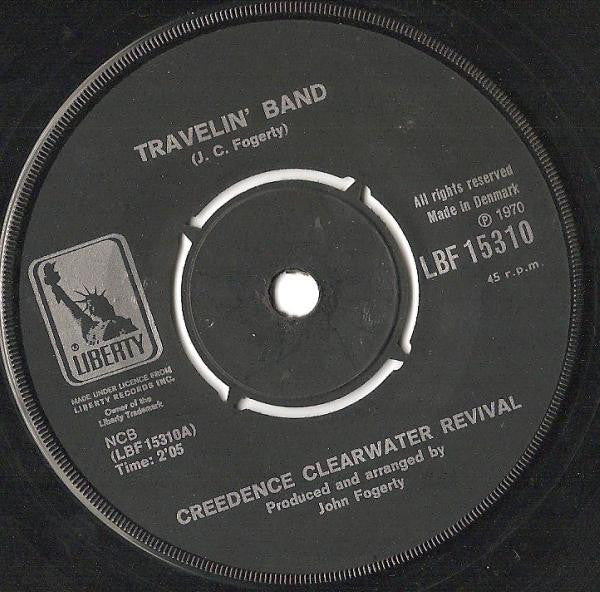 TRAVELIN' BAND
(J. C. Fogerty)
All rights reserved
Made in Denmark
℗ 1970
LBF 15310
45 r.p.m.
® LIBERTY
MADE UNDER LICENCE FROM
LIBERTY RECORDS INC.
Owner of the
Liberty Trademark
NCB
(LBF 15310A)
Time: 2'05
CREEDENCE CLEARWATER REVIVAL
Produced and arranged by
John Fogerty